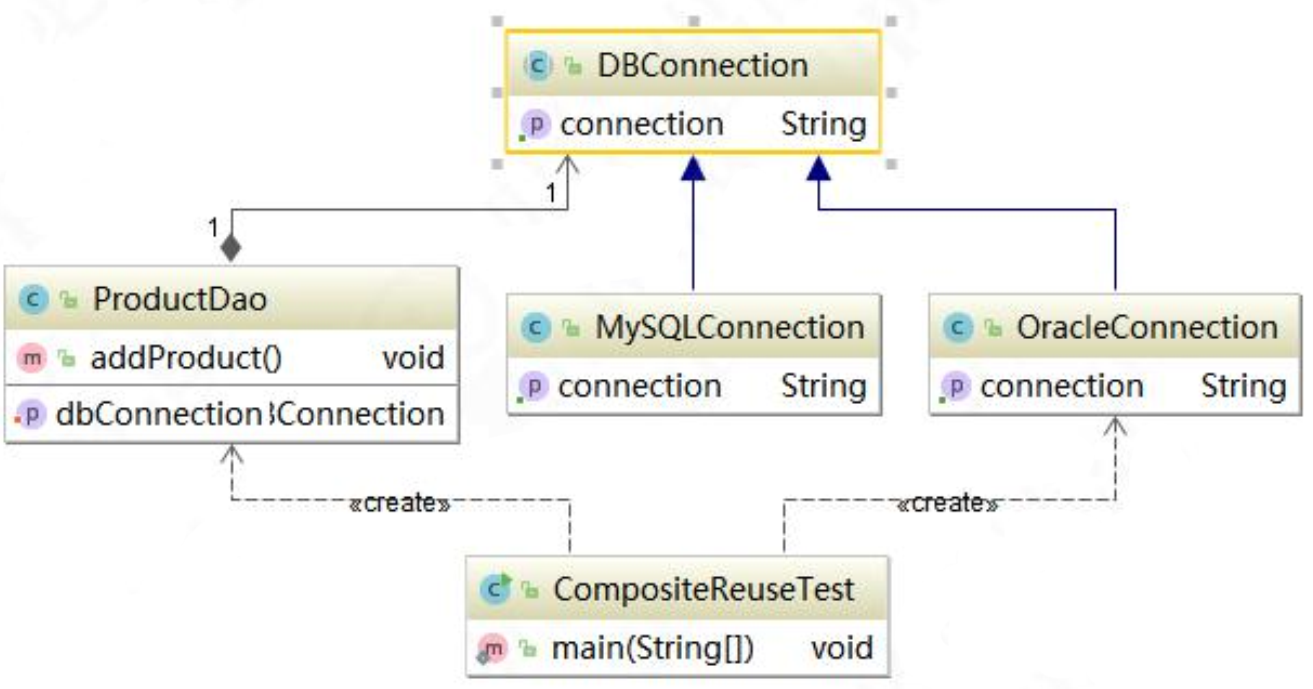 DBConnection
connection String
1
1
ProductDao
addProduct() void
dbConnection Connection
MySQLConnection
connection String
OracleConnection
connection String
«create»
«create»
CompositeReuseTest
main(String[]) void